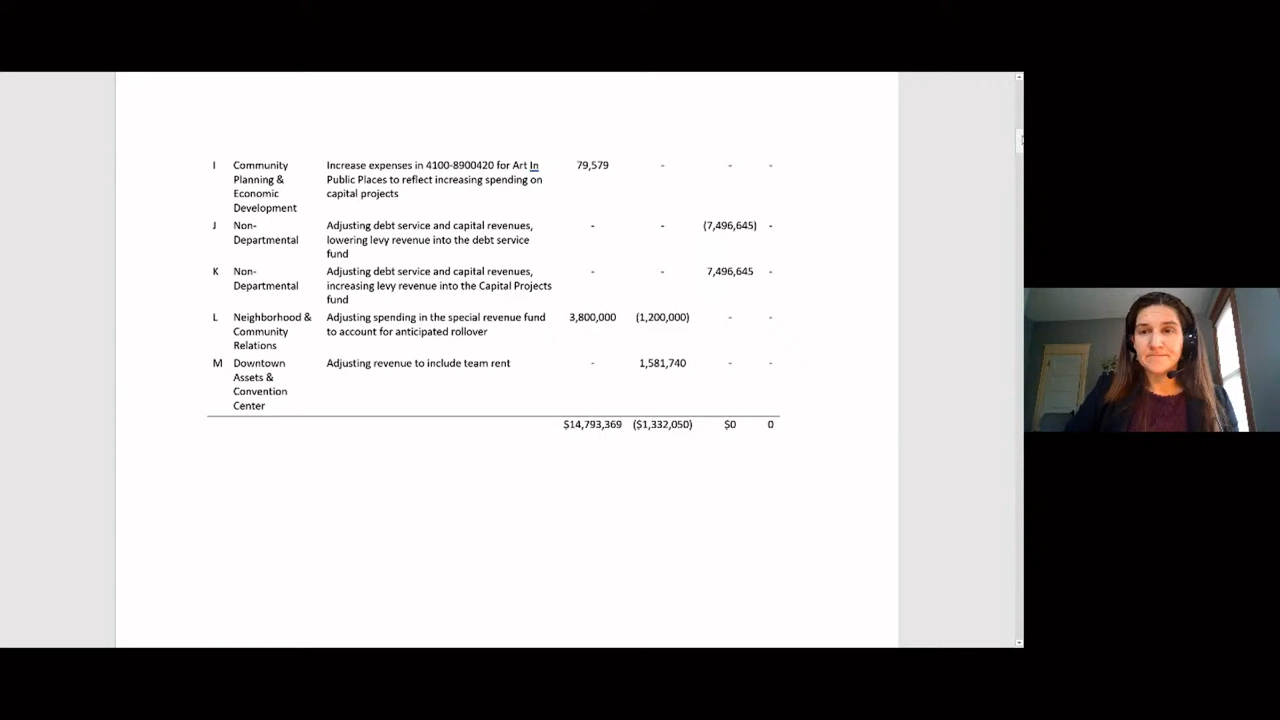 I Community Increase expenses in 4100-8900420 for Art In 79,579 - - -
Planning & Public Places to reflect increasing spending on
Economic capital projects
Development
J Non- Adjusting debt service and capital revenues, - - (7,496,645) -
Departmental lowering levy revenue into the debt service
fund
K Non- Adjusting debt service and capital revenues, - - 7,496,645 -
Departmental increasing levy revenue into the Capital Projects
fund
L Neighborhood & Adjusting spending in the special revenue fund 3,800,000 (1,200,000) - -
Community to account for anticipated rollover
Relations
M Downtown Adjusting revenue to include team rent - 1,581,740 - -
Assets &
Convention
Center
$14,793,369 ($1,332,050) $0 0